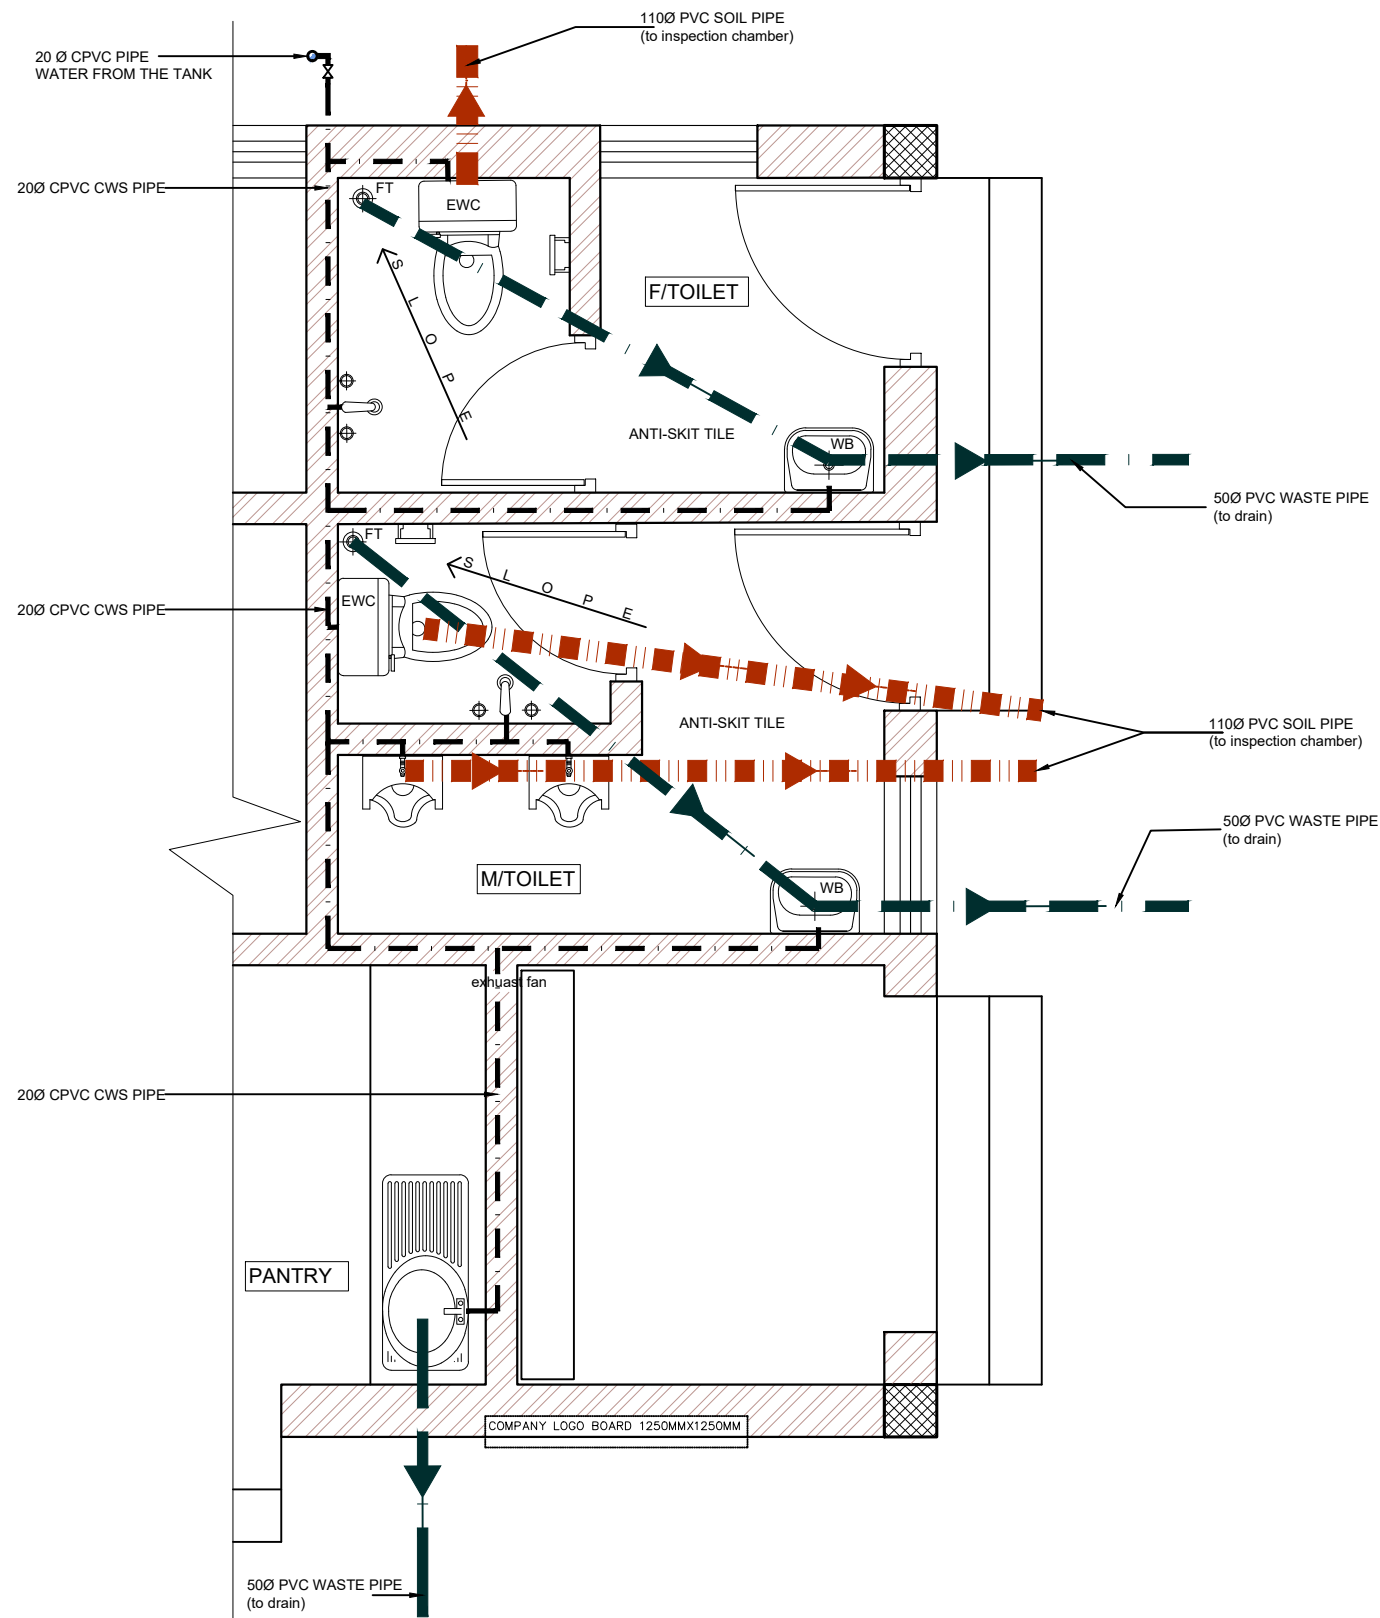 110Ø PVC SOIL PIPE
(to inspection chamber)
20 Ø CPVC PIPE
WATER FROM THE TANK
20Ø CPVC CWS PIPE
FT
EWC
SLOPE
F/TOILET
ANTI-SKIT TILE
WB
50Ø PVC WASTE PIPE
(to drain)
FT
SLOPE
EWC
20Ø CPVC CWS PIPE
ANTI-SKIT TILE
110Ø PVC SOIL PIPE
(to inspection chamber)
50Ø PVC WASTE PIPE
(to drain)
M/TOILET
WB
exhuast fan
20Ø CPVC CWS PIPE
PANTRY
COMPANY LOGO BOARD 1250MMX1250MM
50Ø PVC WASTE PIPE
(to drain)